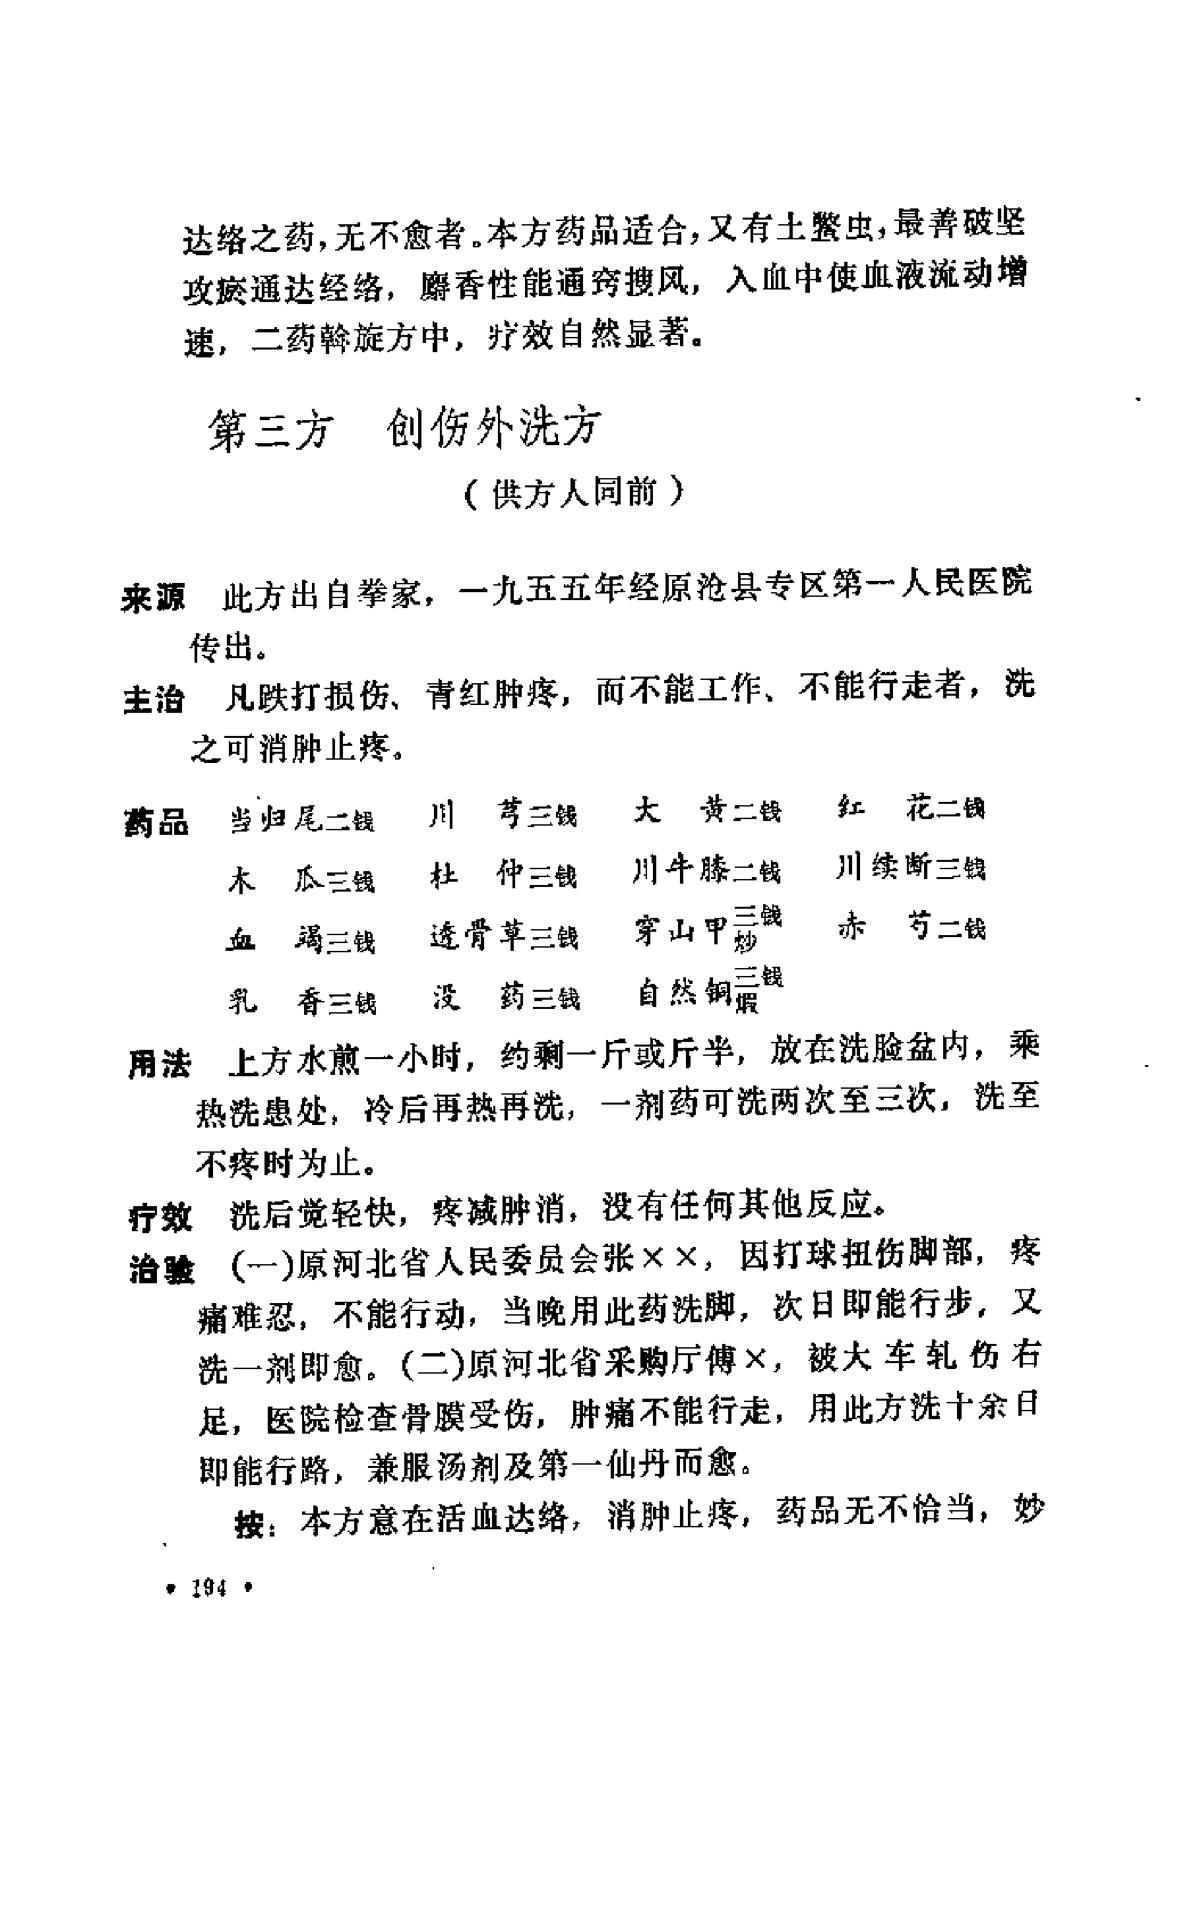 达络之药，无不愈者。本方药品适合，又有土鳖虫，最善破坚
攻瘀通达经络，麝香性能通窍搜风，入血中使血液流动增
速，二药斡旋方中，疗效自然显著。
第三方 创伤外洗方
（供方人同前）
来源 此方出自拳家，一九五五年经原沧县专区第一人民医院
传出。
主治 凡跌打损伤、青红肿疼，而不能工作、不能行走者，洗
之可消肿止疼。
药品 当归尾二钱 川芎三钱 大黄二钱 红花二钱
木瓜三钱 杜仲三钱 川牛膝二钱 川续断三钱
血竭三钱 透骨草三钱 穿山甲三钱炒 赤芍二钱
乳香三钱 没药三钱 自然铜三钱煅
用法 上方水煎一小时，约剩一斤或斤半，放在洗脸盆内，乘
热洗患处，冷后再热再洗，一剂药可洗两次至三次，洗至
不疼时为止。
疗效 洗后觉轻快，疼减肿消，没有任何其他反应。
治验 (一)原河北省人民委员会张××，因打球扭伤脚部，疼
痛难忍，不能行动，当晚用此药洗脚，次日即能行步，又
洗一剂即愈。(二)原河北省采购厅傅×，被大车轧伤右
足，医院检查骨膜受伤，肿痛不能行走，用此方洗十余日
即能行路，兼服汤剂及第一仙丹而愈。
按：本方意在活血达络，消肿止疼，药品无不恰当，妙
• 194 •